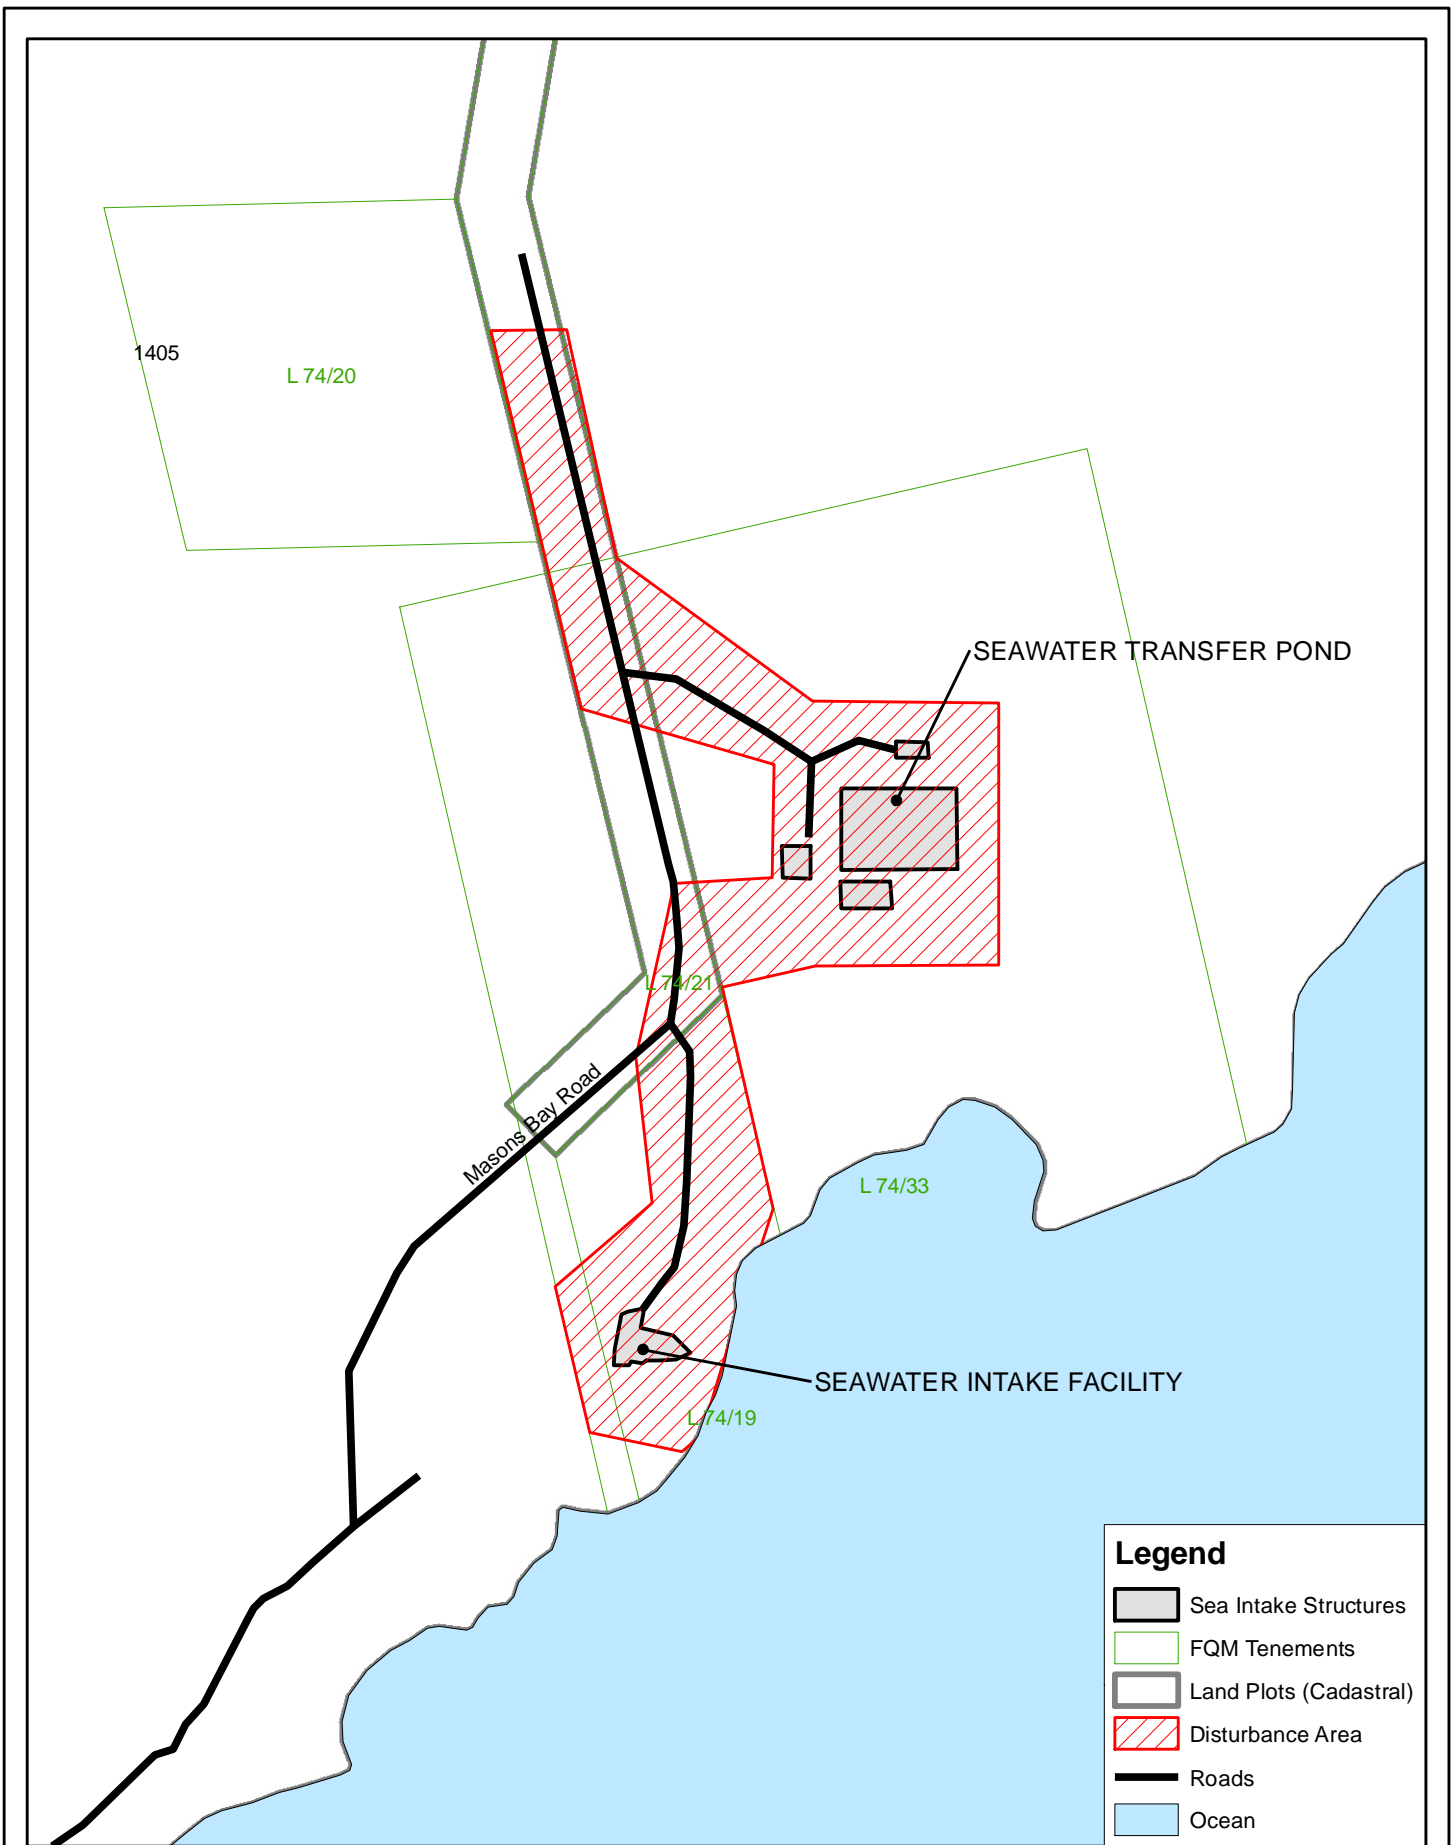 1405
L 74/20
SEAWATER TRANSFER POND
L 74/21
Masons Bay Road
L 74/33
SEAWATER INTAKE FACILITY
L 74/19
Legend
Sea Intake Structures
FQM Tenements
Land Plots (Cadastral)
Disturbance Area
Roads
Ocean